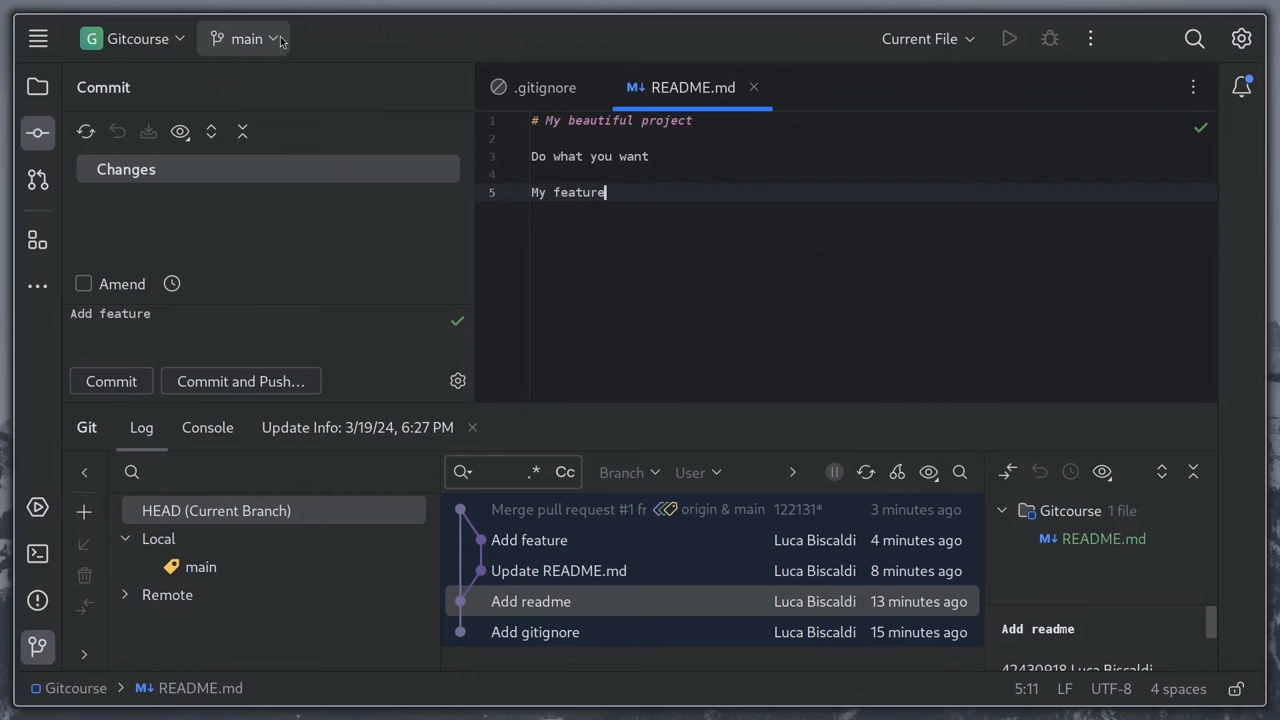 G Gitcourse main Current File
Commit
.gitignore
M↓ README.md
Changes
1 # My beautiful project
2
3 Do what you want
4
5 My feature
Amend
Add feature
Commit
Commit and Push...
Git Log Console Update Info: 3/19/24, 6:27 PM
.* Cc Branch User
HEAD (Current Branch)
Local
main
Remote
Merge pull request #1 fr origin & main 122131* 3 minutes ago
Add feature Luca Biscaldi 4 minutes ago
Update README.md Luca Biscaldi 8 minutes ago
Add readme Luca Biscaldi 13 minutes ago
Add gitignore Luca Biscaldi 15 minutes ago
Gitcourse 1 file
M↓ README.md
Add readme
42430918 Luca Biscaldi
Gitcourse M↓ README.md 5:11 LF UTF-8 4 spaces